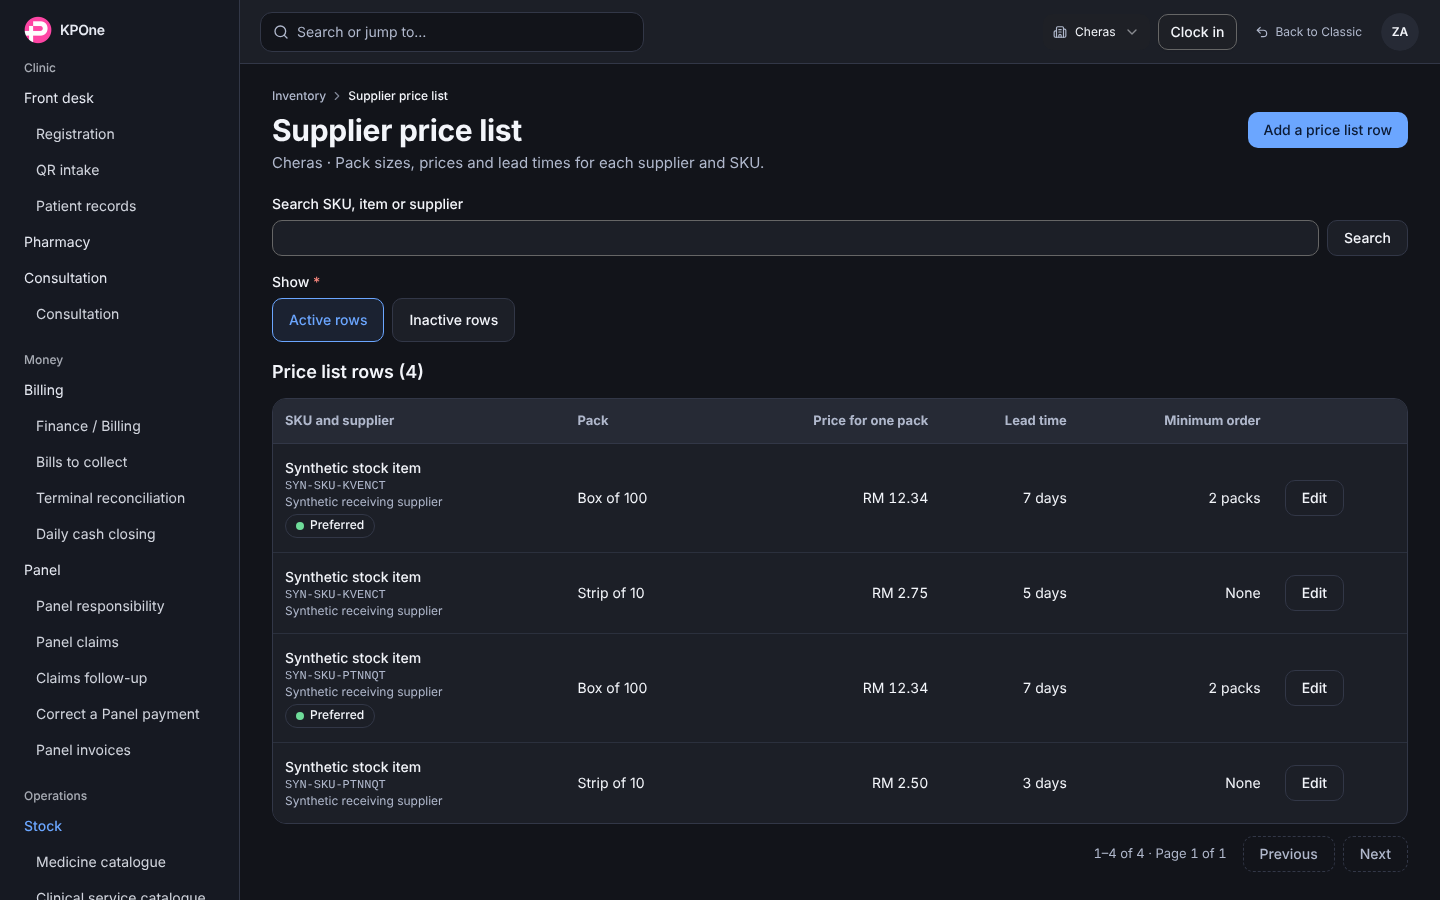 KPOne
Search or jump to...
Cheras
Clock in
Back to Classic
ZA
Clinic
Front desk
Registration
QR intake
Patient records
Pharmacy
Consultation
Consultation
Money
Billing
Finance / Billing
Bills to collect
Terminal reconciliation
Daily cash closing
Panel
Panel responsibility
Panel claims
Claims follow-up
Correct a Panel payment
Panel invoices
Operations
Stock
Medicine catalogue
Clinical service catalogue
Inventory > Supplier price list
Supplier price list
Add a price list row
Cheras · Pack sizes, prices and lead times for each supplier and SKU.
Search SKU, item or supplier
Search
Show *
Active rows
Inactive rows
Price list rows (4)
SKU and supplier Pack Price for one pack Lead time Minimum order
Synthetic stock item
SYN-SKU-KVENCT
Synthetic receiving supplier
Preferred
Box of 100 RM 12.34 7 days 2 packs Edit
Synthetic stock item
SYN-SKU-KVENCT
Synthetic receiving supplier
Strip of 10 RM 2.75 5 days None Edit
Synthetic stock item
SYN-SKU-PTNNQT
Synthetic receiving supplier
Preferred
Box of 100 RM 12.34 7 days 2 packs Edit
Synthetic stock item
SYN-SKU-PTNNQT
Synthetic receiving supplier
Strip of 10 RM 2.50 3 days None Edit
1–4 of 4 · Page 1 of 1
Previous
Next